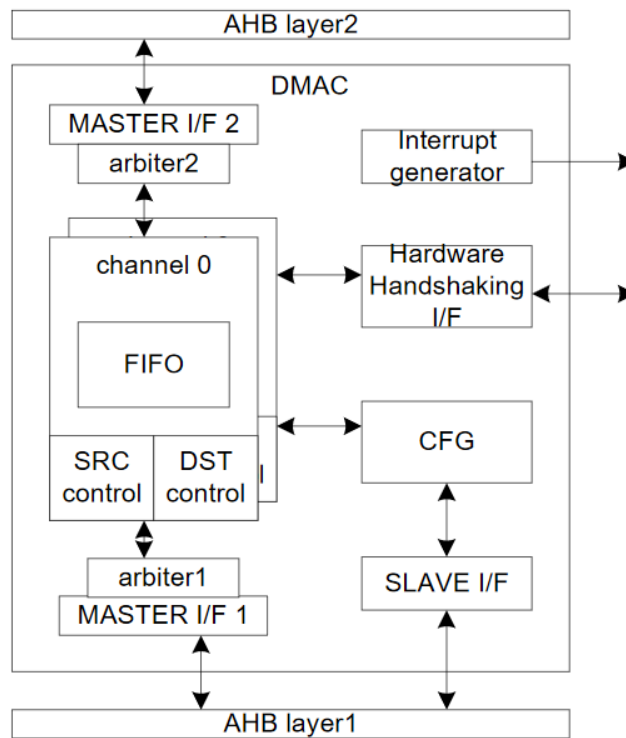 AHB layer2
DMAC
MASTER I/F 2
arbiter2
Interrupt
generator
channel 0
Hardware
Handshaking
I/F
FIFO
CFG
SRC
control
DST
control
arbiter1
MASTER I/F 1
SLAVE I/F
AHB layer1